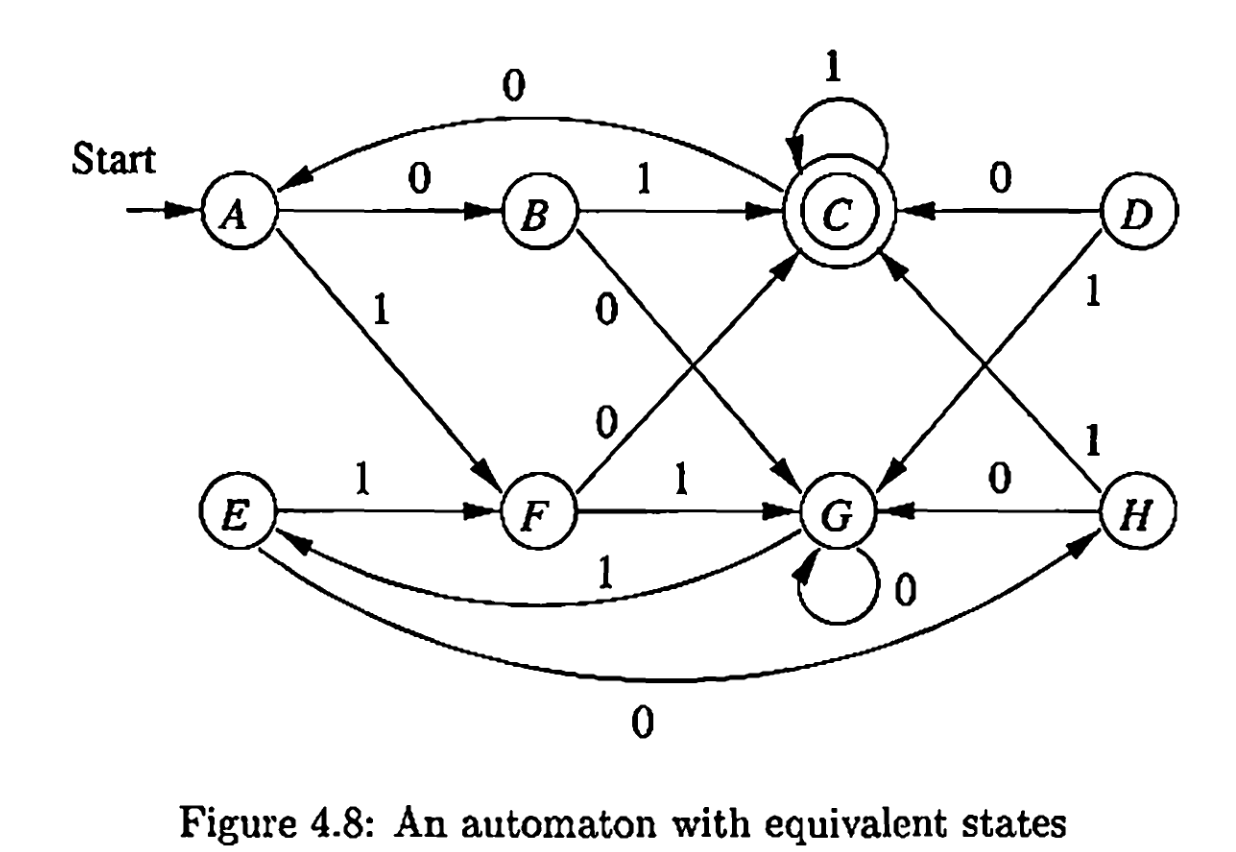 1
0
Start
0 1 0
A B C D
1 0 1
0 1
1 1 0
E F G H
1 0
0
Figure 4.8: An automaton with equivalent states